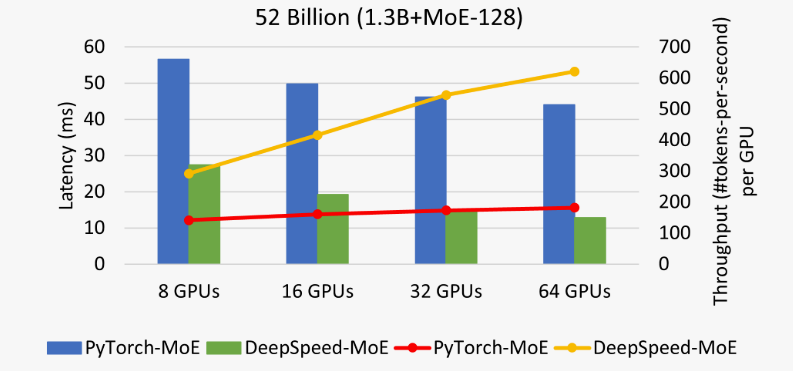 52 Billion (1.3B+MoE-128)
60
50
40
30
20
10
0
Latency (ms)
700
600
500
400
300
200
100
0
Throughput (#tokens-per-second)
per GPU
8 GPUs 16 GPUs 32 GPUs 64 GPUs
PyTorch-MoE DeepSpeed-MoE PyTorch-MoE DeepSpeed-MoE